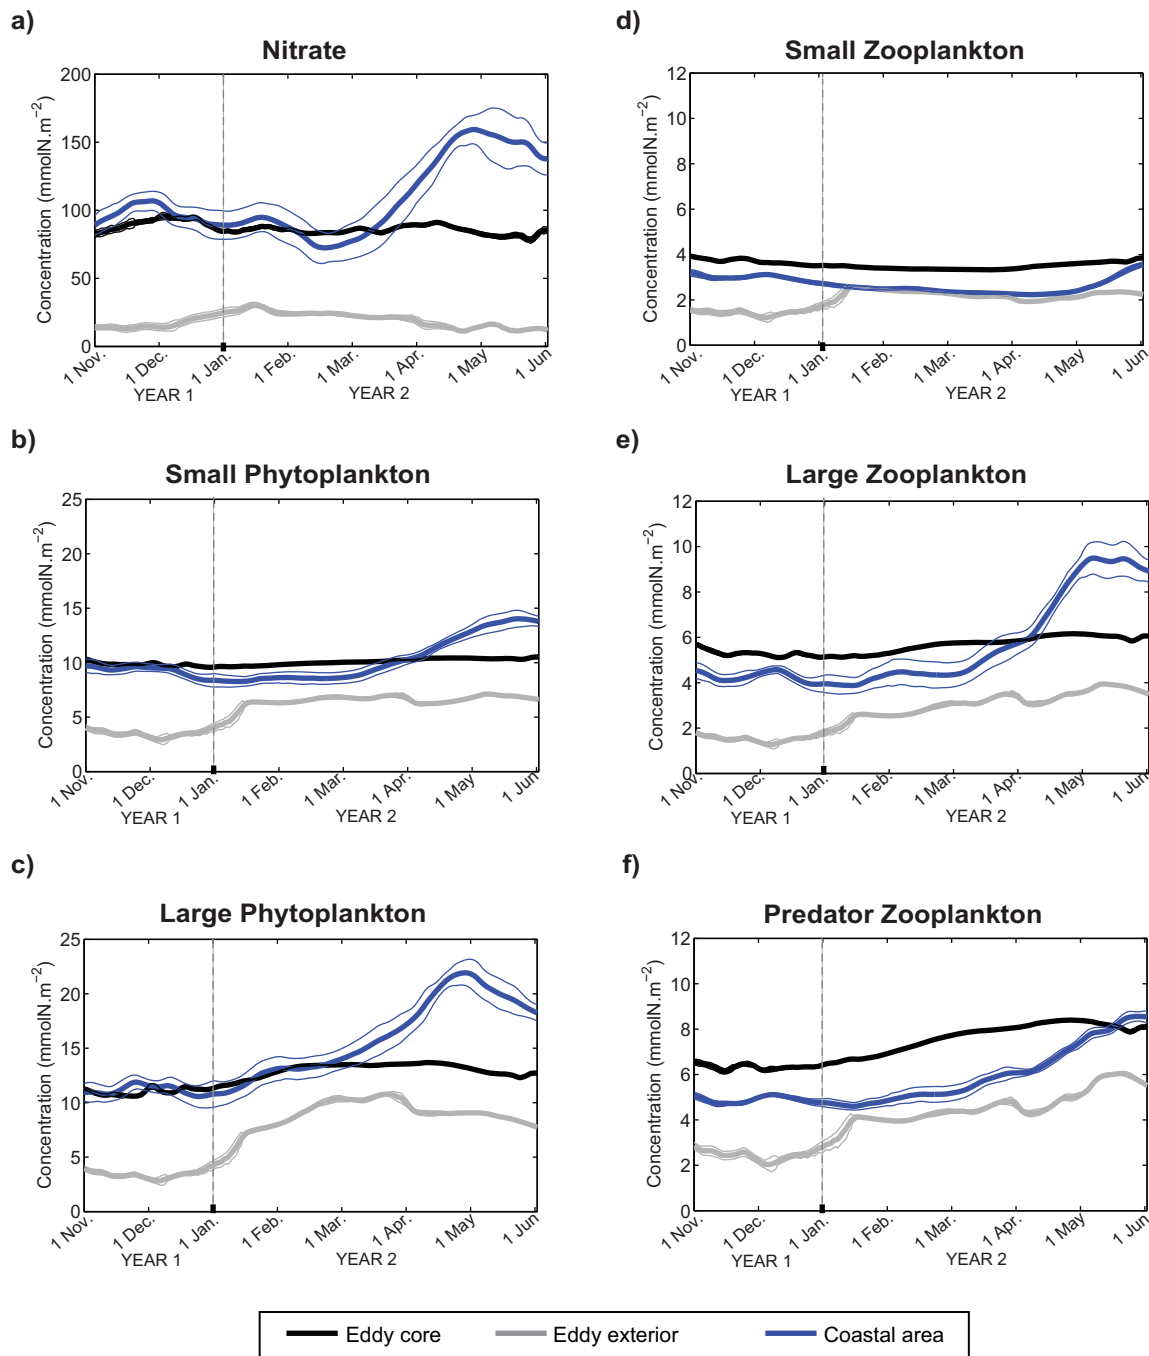 a)
Nitrate
Concentration (mmolN.m−2)
200
150
100
50
0
1 Nov. 1 Dec. 1 Jan. 1 Feb. 1 Mar. 1 Apr. 1 May 1 Jun
YEAR 1 YEAR 2
b)
Small Phytoplankton
Concentration (mmolN.m−2)
25
20
15
10
5
0
1 Nov. 1 Dec. 1 Jan. 1 Feb. 1 Mar. 1 Apr. 1 May 1 Jun
YEAR 1 YEAR 2
c)
Large Phytoplankton
Concentration (mmolN.m−2)
25
20
15
10
5
0
1 Nov. 1 Dec. 1 Jan. 1 Feb. 1 Mar. 1 Apr. 1 May 1 Jun
YEAR 1 YEAR 2
d)
Small Zooplankton
Concentration (mmolN.m−2)
12
10
8
6
4
2
0
1 Nov. 1 Dec. 1 Jan. 1 Feb. 1 Mar. 1 Apr. 1 May 1 Jun
YEAR 1 YEAR 2
e)
Large Zooplankton
Concentration (mmolN.m−2)
12
10
8
6
4
2
0
1 Nov. 1 Dec. 1 Jan. 1 Feb. 1 Mar. 1 Apr. 1 May 1 Jun
YEAR 1 YEAR 2
f)
Predator Zooplankton
Concentration (mmolN.m−2)
12
10
8
6
4
2
0
1 Nov. 1 Dec. 1 Jan. 1 Feb. 1 Mar. 1 Apr. 1 May 1 Jun
YEAR 1 YEAR 2
Eddy core Eddy exterior Coastal area